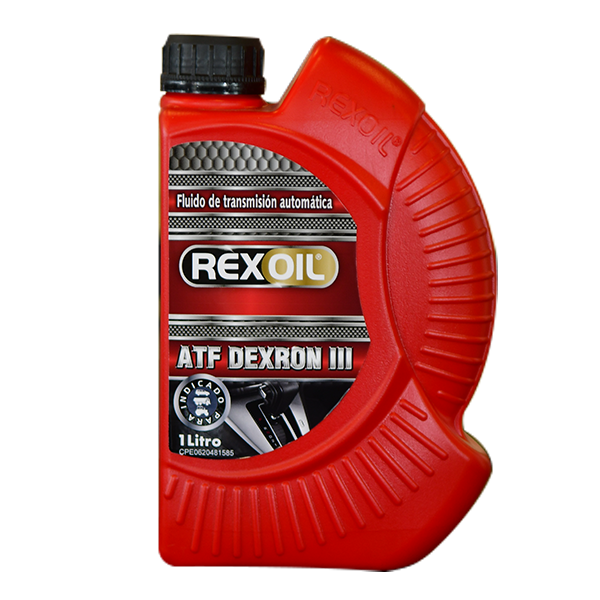 REXOIL®
Fluido de transmisión automática
REXOIL®
ATF DEXRON III
INDICADO PARA
1 Litro
CPE0620481585